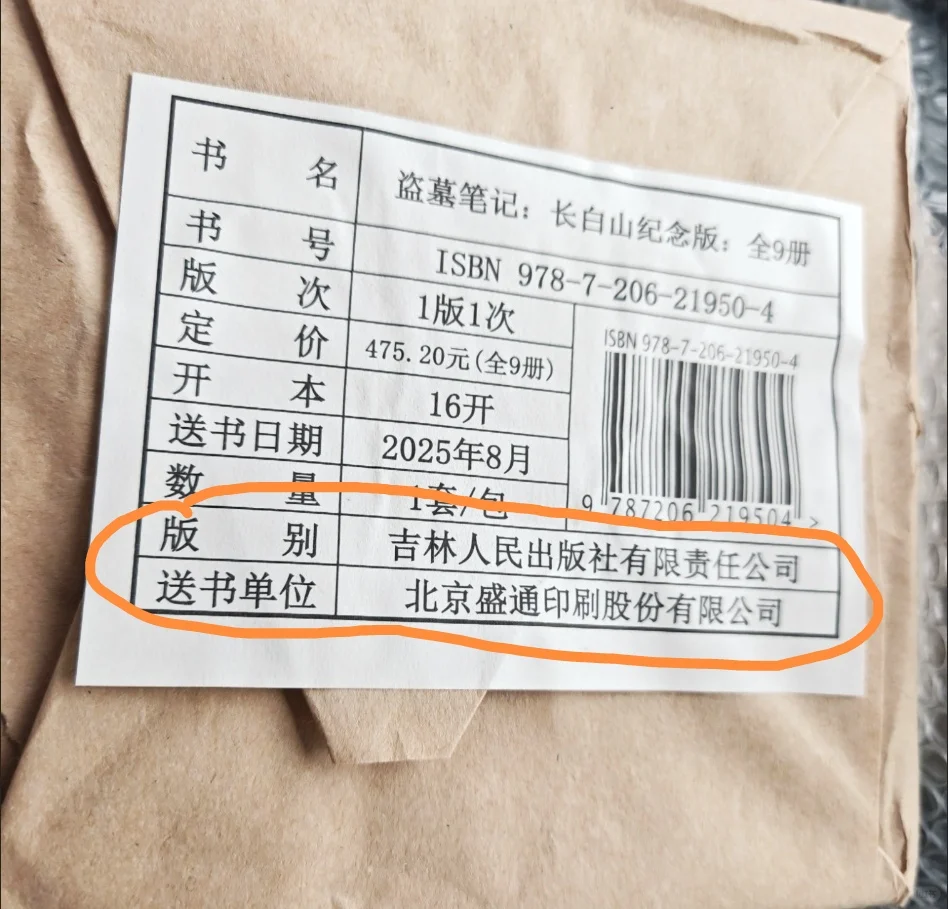 书名 盗墓笔记：长白山纪念版：全9册
书号 ISBN 978-7-206-21950-4
版次 1版1次
ISBN 978-7-206-21950-4
定价 475.20元(全9册)
开本 16开
送书日期 2025年8月
数量 1套/包
9 787206 219504 >
版别 吉林人民出版社有限责任公司
送书单位 北京盛通印刷股份有限公司